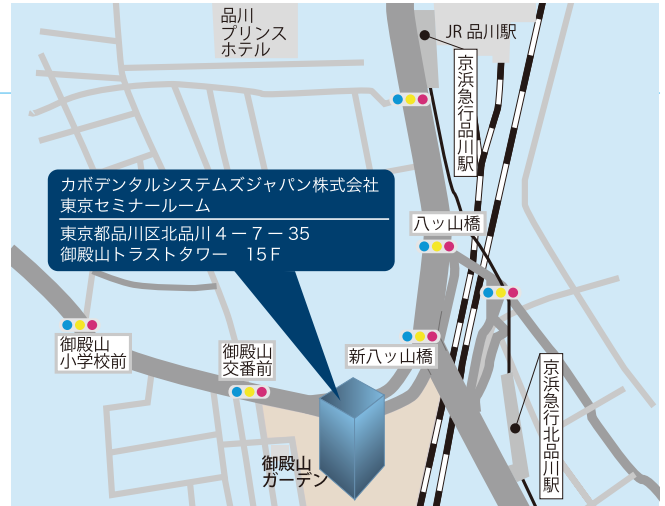 品川
プリンス
ホテル
JR 品川駅
京浜急行品川駅
カボデンタルシステムズジャパン株式会社
東京セミナールーム
東京都品川区北品川4－7－35
御殿山トラストタワー　15F
八ッ山橋
御殿山
小学校前
御殿山
交番前
新八ッ山橋
京浜急行北品川駅
御殿山
ガーデン